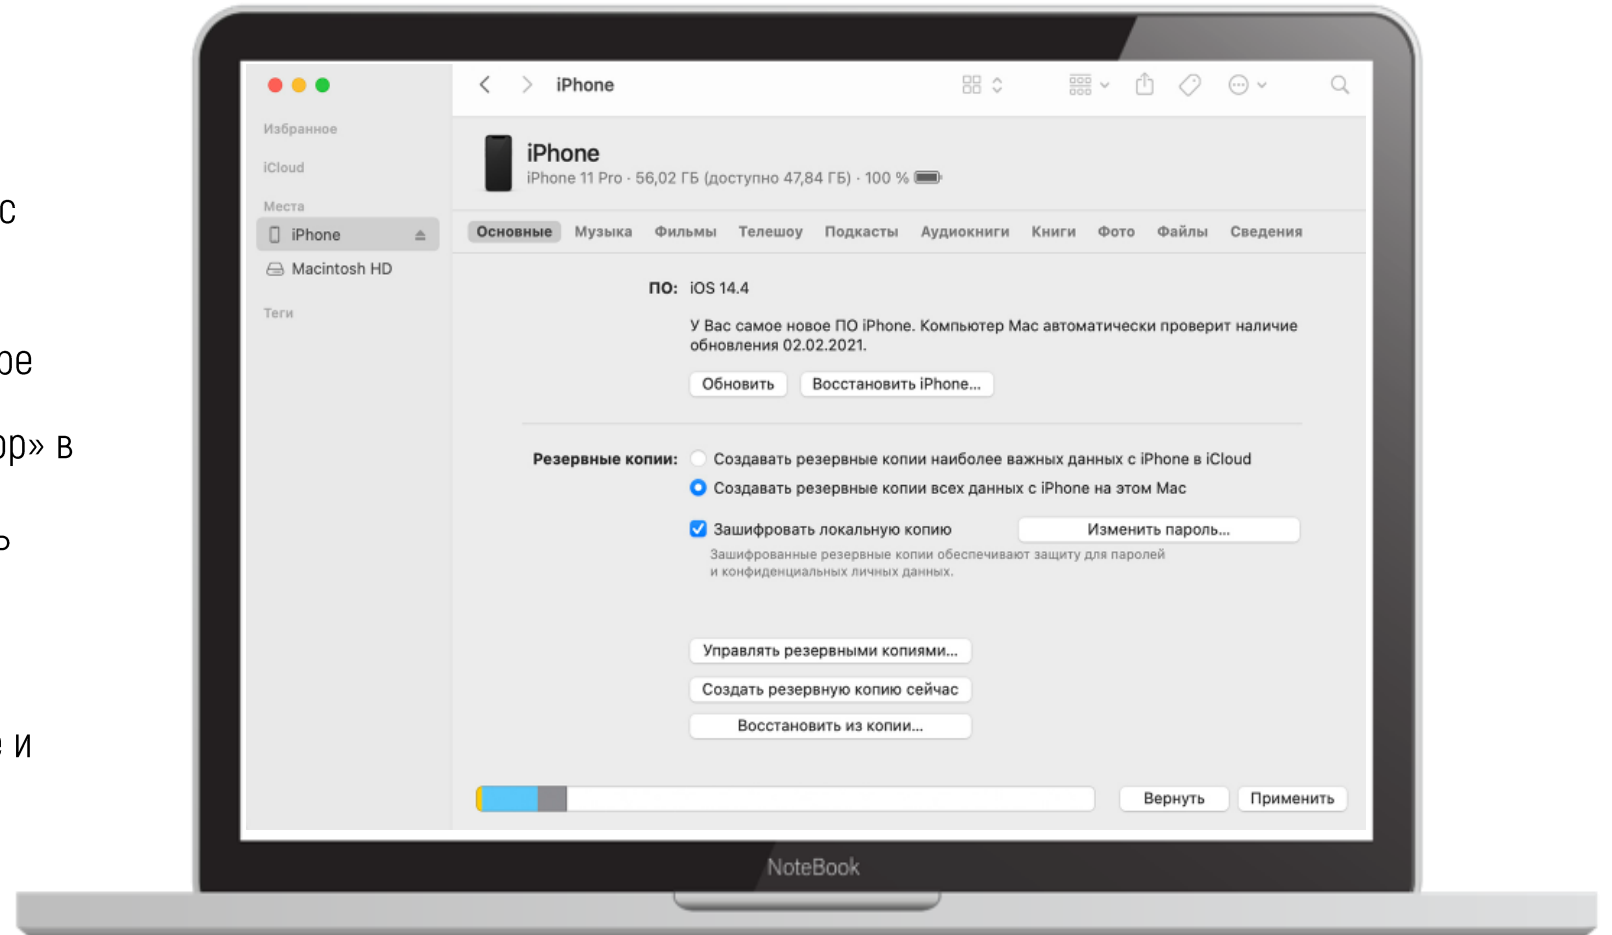 с
ре
ор» в
ь
е и
iPhone
Избранное
iCloud
Места
iPhone
Macintosh HD
Теги
iPhone
iPhone 11 Pro · 56,02 ГБ (доступно 47,84 ГБ) · 100 %
Основные Музыка Фильмы Телешоу Подкасты Аудиокниги Книги Фото Файлы Сведения
ПО: iOS 14.4
У Вас самое новое ПО iPhone. Компьютер Mac автоматически проверит наличие
обновления 02.02.2021.
Обновить Восстановить iPhone...
Резервные копии: Создавать резервные копии наиболее важных данных с iPhone в iCloud
Создавать резервные копии всех данных с iPhone на этом Mac
Зашифровать локальную копию Изменить пароль...
Зашифрованные резервные копии обеспечивают защиту для паролей
и конфиденциальных личных данных.
Управлять резервными копиями...
Создать резервную копию сейчас
Восстановить из копии...
Вернуть Применить
NoteBook